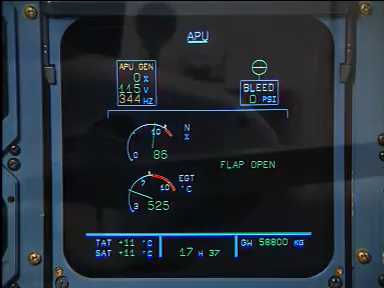 APU
APU GEN
0 %
115 V
344 HZ
BLEED
0 PSI
10
N
%
0
86
FLAP OPEN
7
10
EGT
°C
3
525
TAT +11 °C
GW 58800 KG
SAT +11 °C
17 H 37